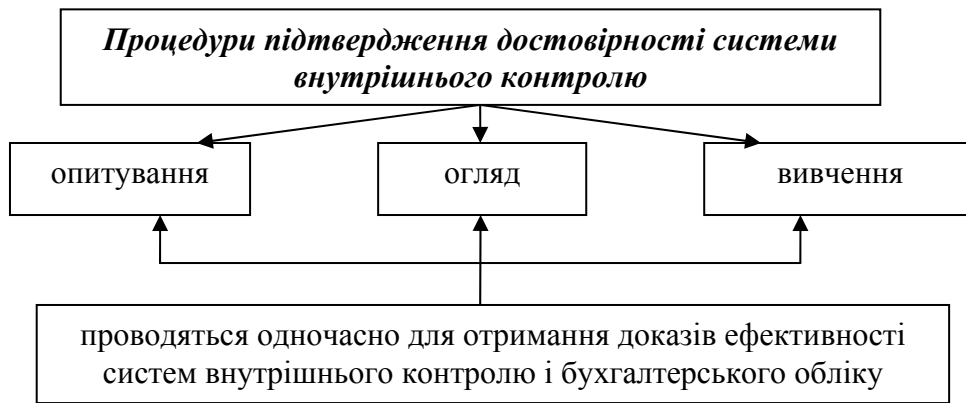 Процедури підтвердження достовірності системи
внутрішнього контролю
опитування
огляд
вивчення
проводяться одночасно для отримання доказів ефективності
систем внутрішнього контролю і бухгалтерського обліку